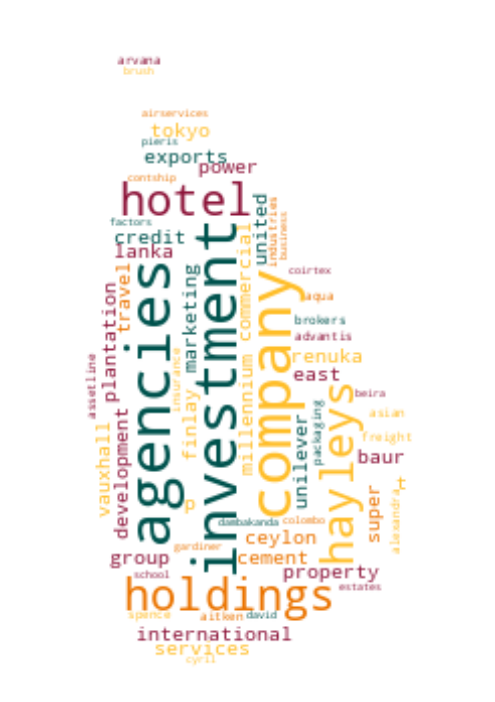 arvana
brush
airservices
tokyo
pieris
exports
power
contship
hotel
factors
credit
lanka
united
industries
business
commercial
investment
agencies
travel
marketing
plantation
company
coirtex
aqua
brokers
advantis
renuka
east
assetline
insurance
finlay
millennium
development
vauxhall
unilever
packaging
hayleys
beira
asian
freight
baur
t
p
super
alexandra
dambakanda
colombo
ceylon
gardiner
cement
group
school
property
estates
holdings
spence
aitken
david
international
services
cyril